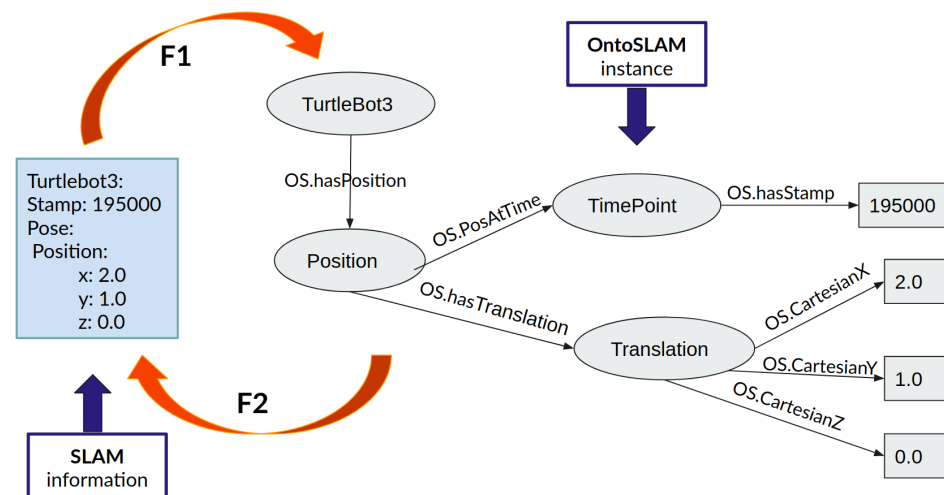 F1
OntoSLAM
instance
TurtleBot3
OS.hasPosition
Turtlebot3:
Stamp: 195000
Pose:
Position:
x: 2.0
y: 1.0
z: 0.0
OS.PosAtTime
TimePoint
OS.hasStamp
195000
Position
OS.hasTranslation
Translation
OS.CartesianX
2.0
OS.CartesianY
1.0
OS.CartesianZ
0.0
F2
SLAM
information